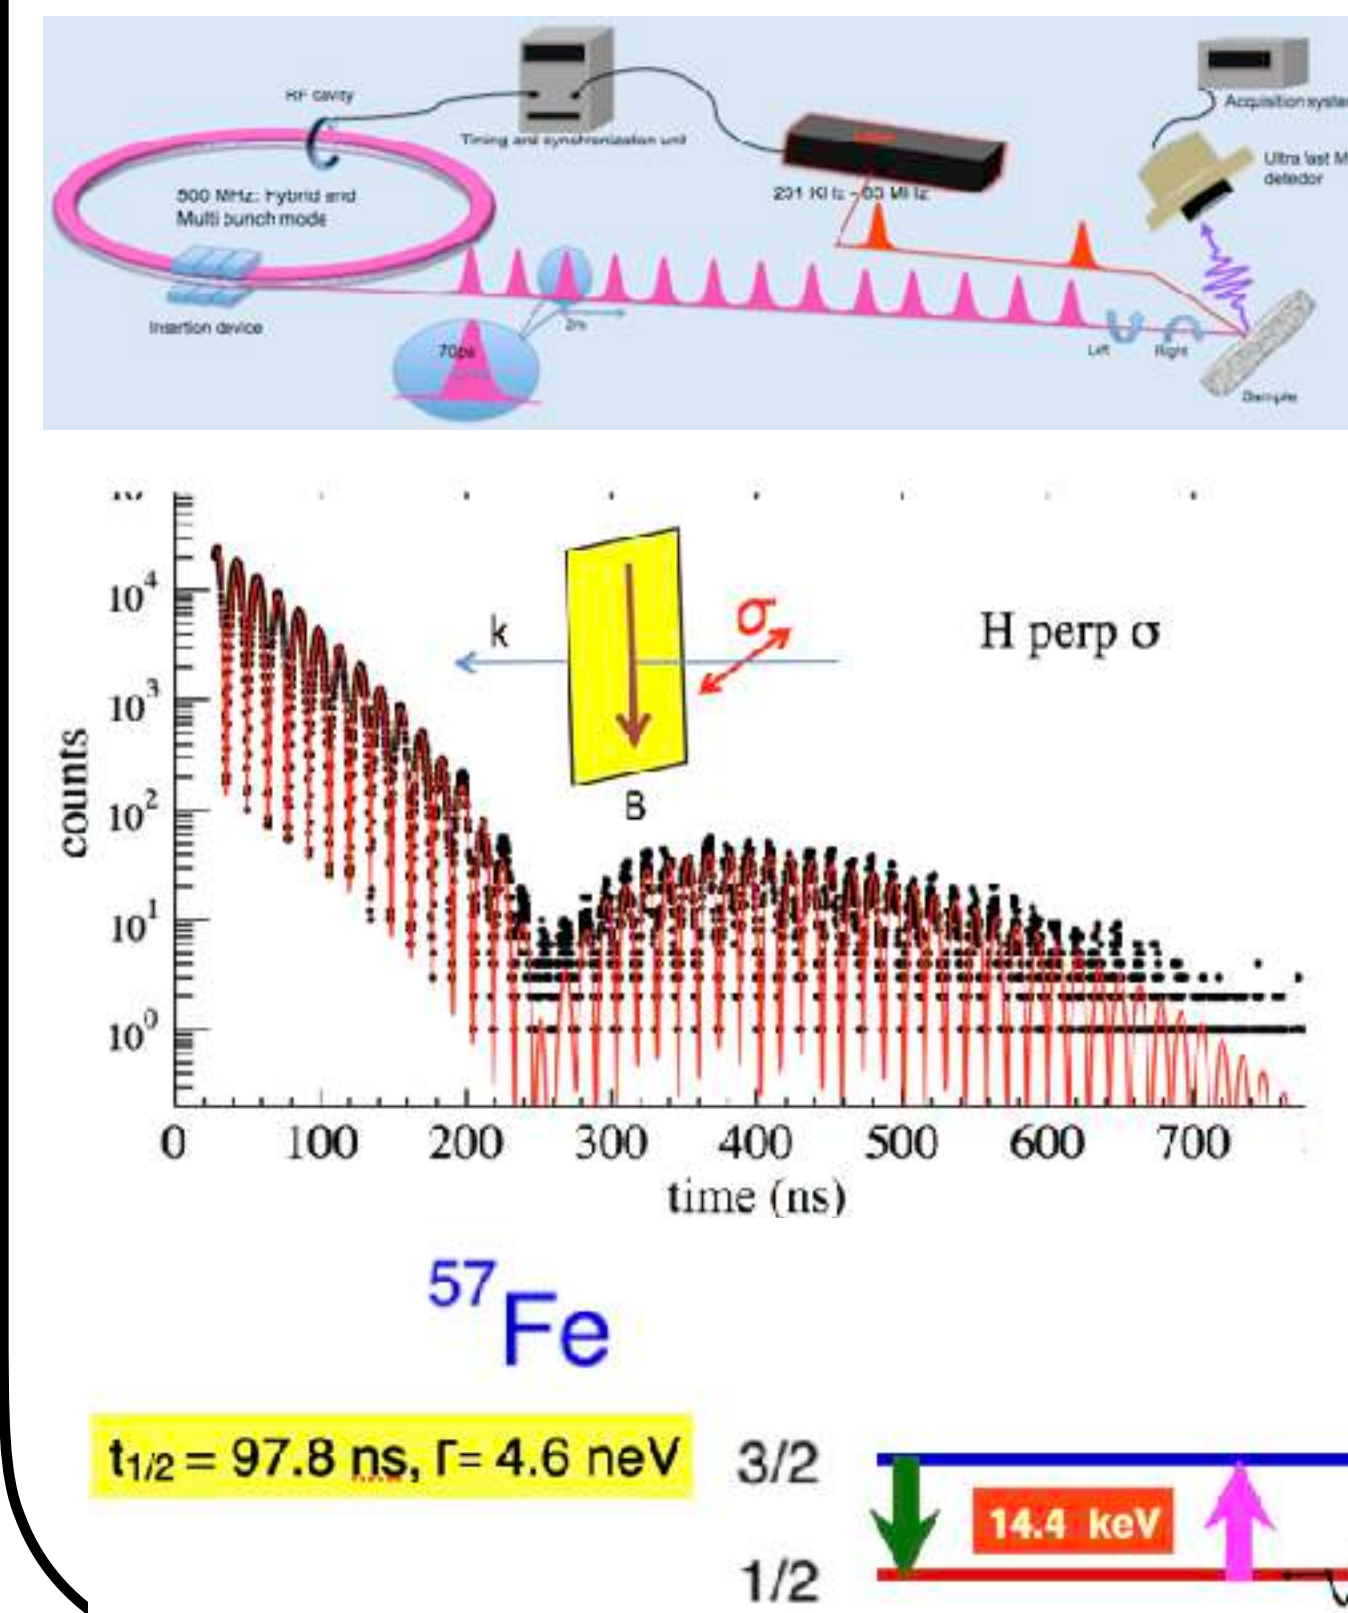 RF cavity
Timing and synchronization unit
Acquisition syste
Ultra fast M
detector
500 MHz: Hybrid and
Multi bunch mode
Insertion device
70ps
2m
Left
Right
Sample
10⁴
10³
10²
10¹
10⁰
counts
k
σ
B
H perp σ
0 100 200 300 400 500 600 700
time (ns)
⁵⁷Fe
t1/2 = 97.8 ns, Γ= 4.6 neV
3/2
14.4 keV
1/2